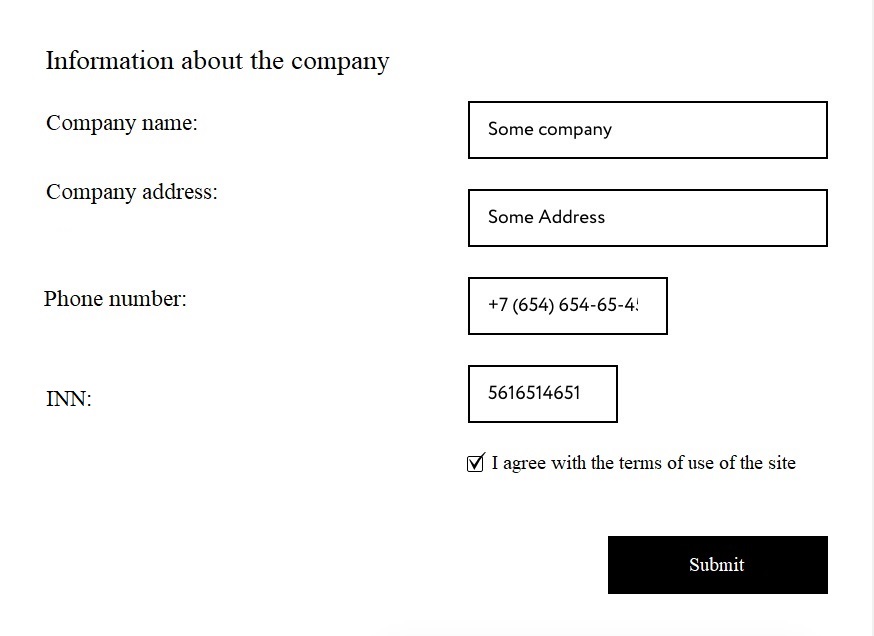 Information about the company
Company name:
Some company
Company address:
Some Address
Phone number:
+7 (654) 654-65-4
INN:
5616514651
I agree with the terms of use of the site
Submit